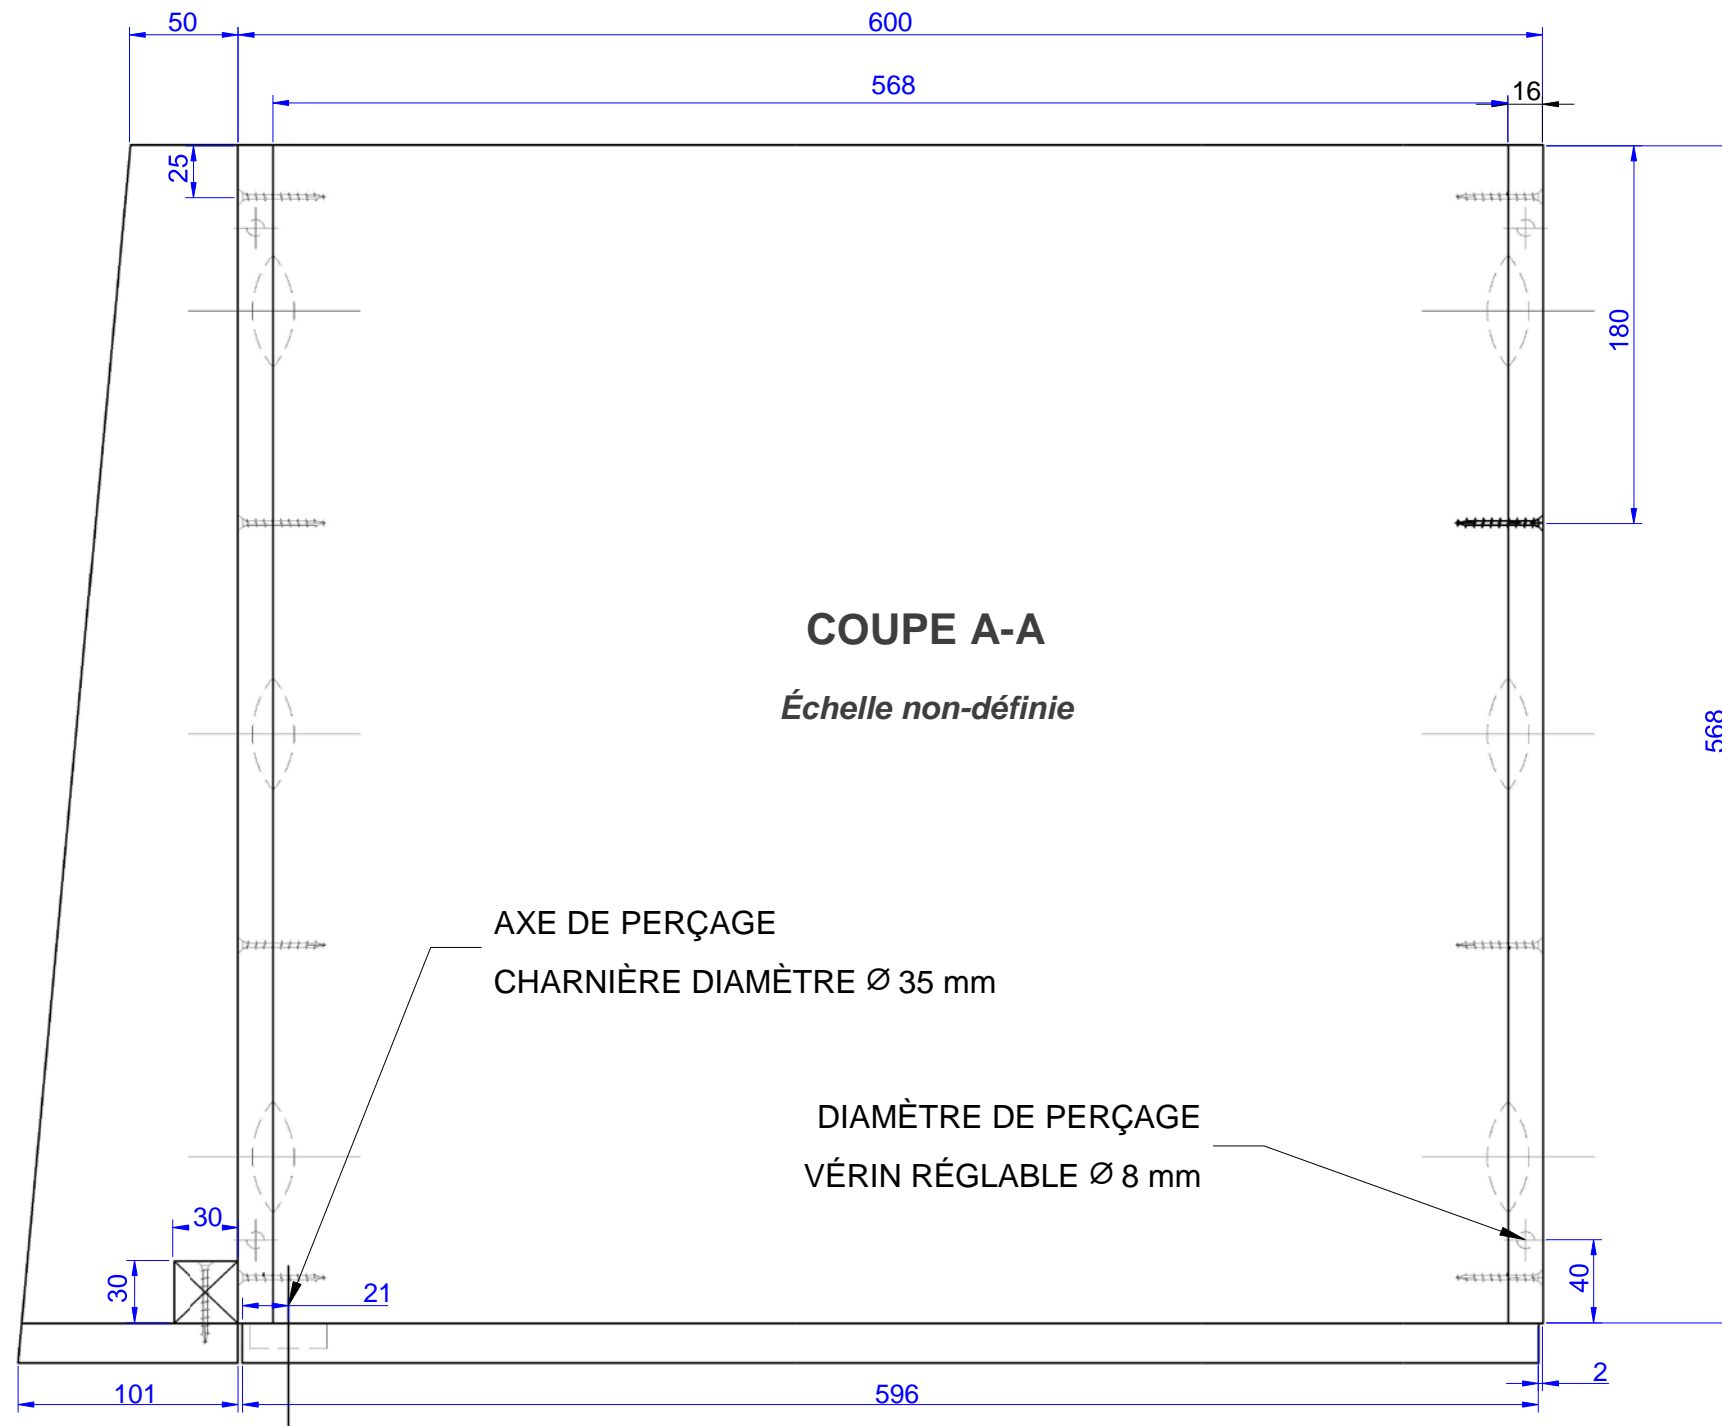 50
600
568
16
25
180
COUPE A-A
Échelle non-définie
568
AXE DE PERÇAGE
CHARNIÈRE DIAMÈTRE Ø 35 mm
DIAMÈTRE DE PERÇAGE
VÉRIN RÉGLABLE Ø 8 mm
30
30
21
40
101
596
2